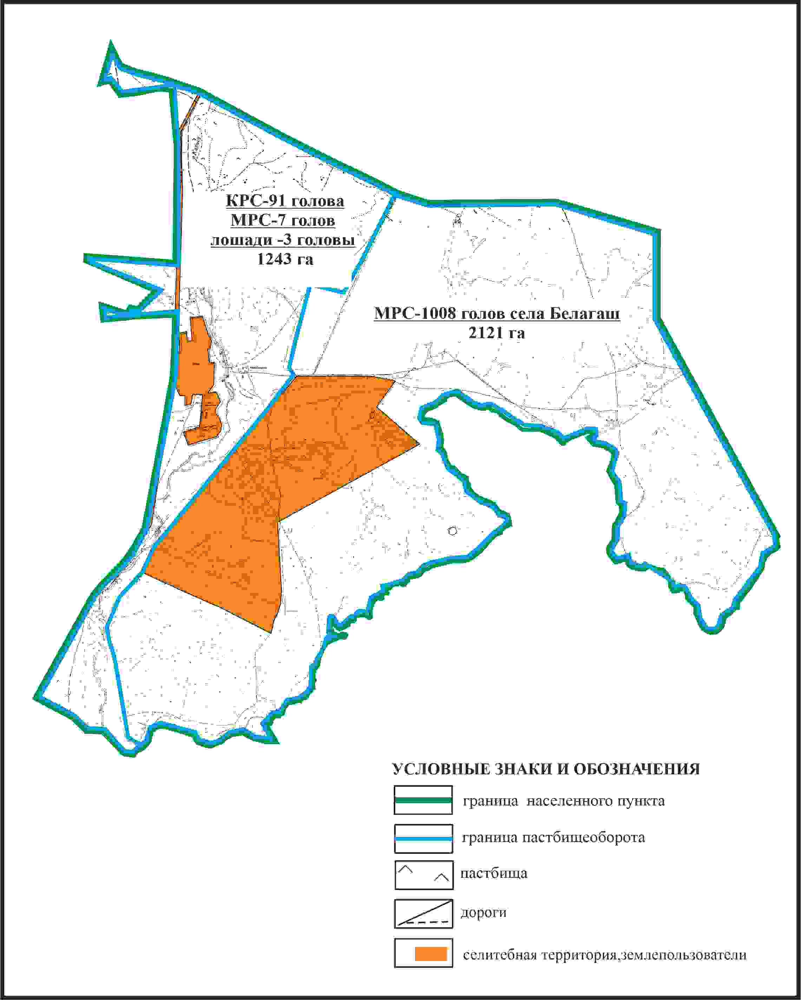 КРС-91 голова
МРС-7 голов
лошади -3 головы
1243 га
МРС-1008 голов села Белагаш
2121 га
УСЛОВНЫЕ ЗНАКИ И ОБОЗНАЧЕНИЯ
граница населенного пункта
граница пастбищеоборота
пастбища
дороги
селитебная территория,землепользователи